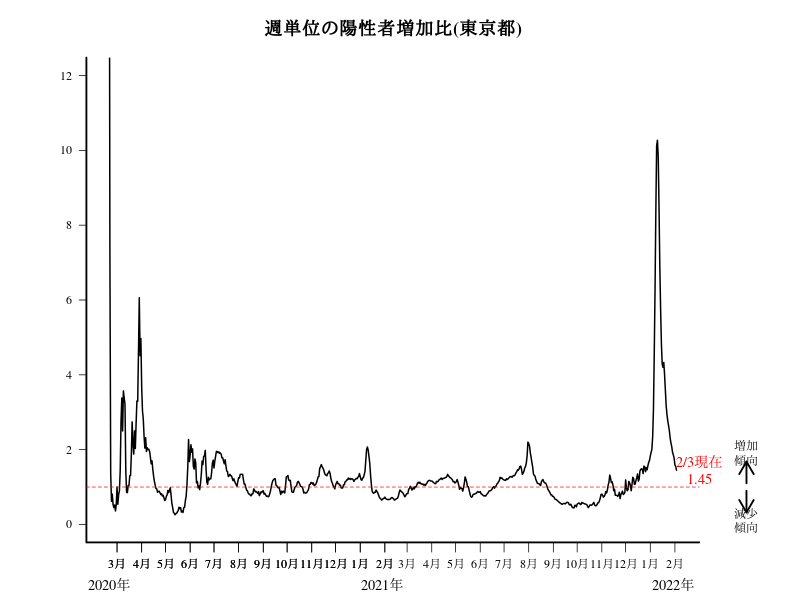 週単位の陽性者増加比(東京都)
12
10
8
6
4
2
0
2/3現在
1.45
増加
傾向
減少
傾向
3月 4月 5月 6月 7月 8月 9月 10月 11月 12月 1月 2月 3月 4月 5月 6月 7月 8月 9月 10月 11月 12月 1月 2月
2020年 2021年 2022年